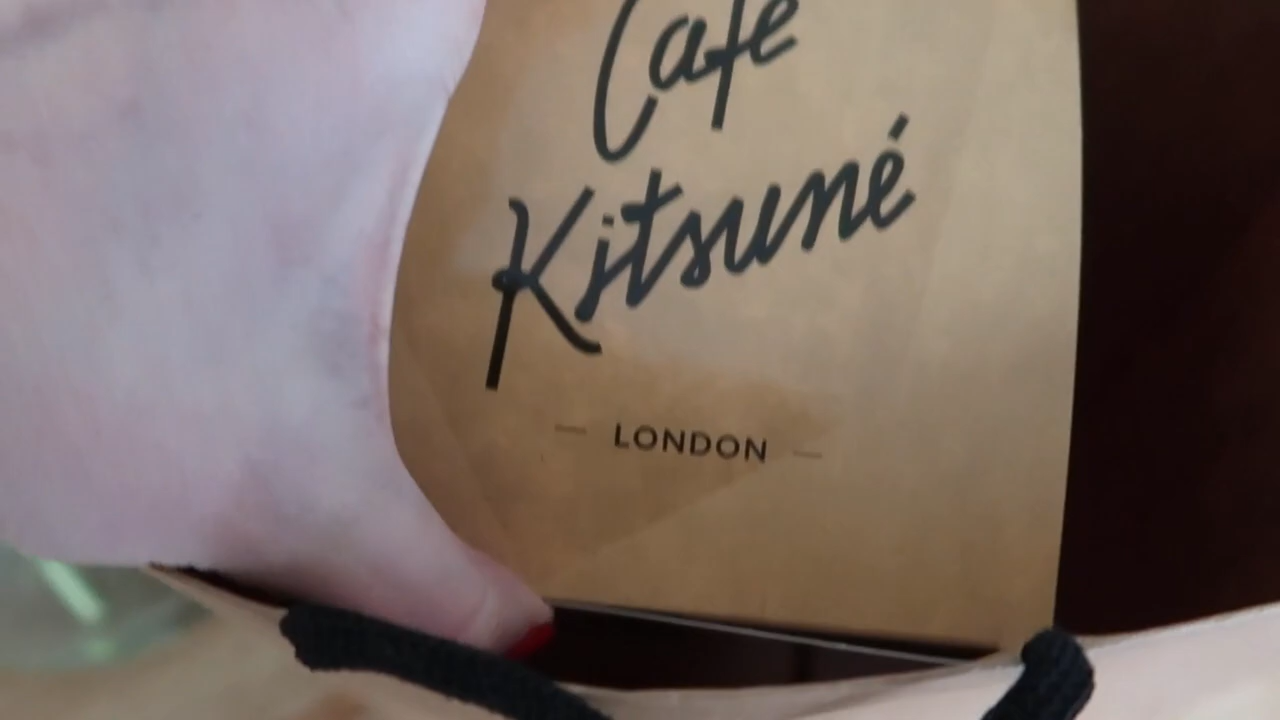 Café
Kitsuné
— LONDON —